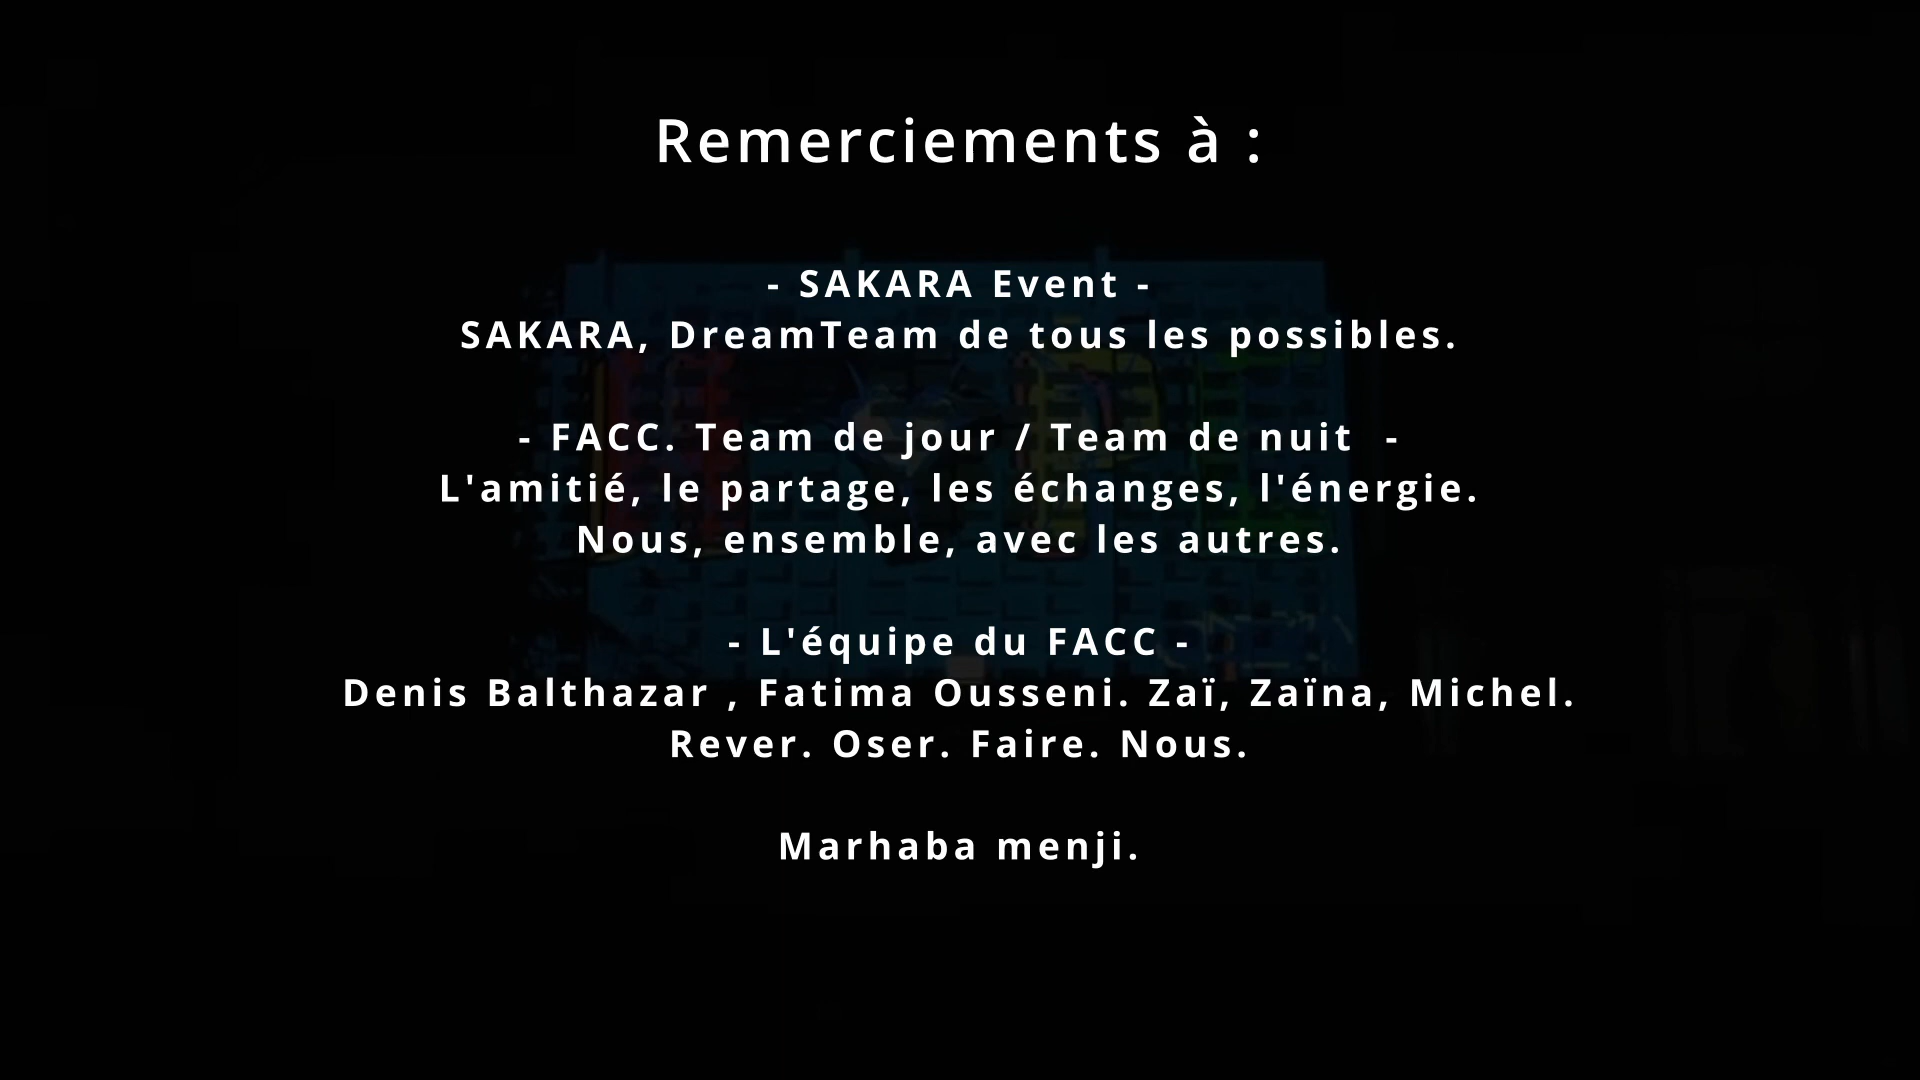 Remerciements à :
- SAKARA Event -
SAKARA, DreamTeam de tous les possibles.
- FACC. Team de jour / Team de nuit  -
L'amitié, le partage, les échanges, l'énergie.
Nous, ensemble, avec les autres.
- L'équipe du FACC -
Denis Balthazar , Fatima Ousseni. Zaï, Zaïna, Michel.
Rever. Oser. Faire. Nous.
Marhaba menji.